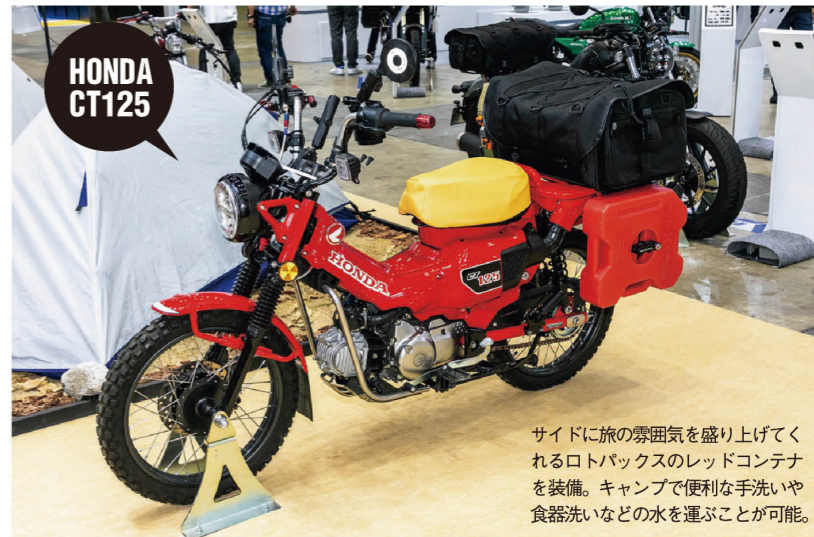 HONDA
CT125
HONDA
CT
125
サイドに旅の雰囲気を盛り上げてく
れるロトパックスのレッドコンテナ
を装備。キャンプで便利な手洗いや
食器洗いなどの水を運ぶことが可能。